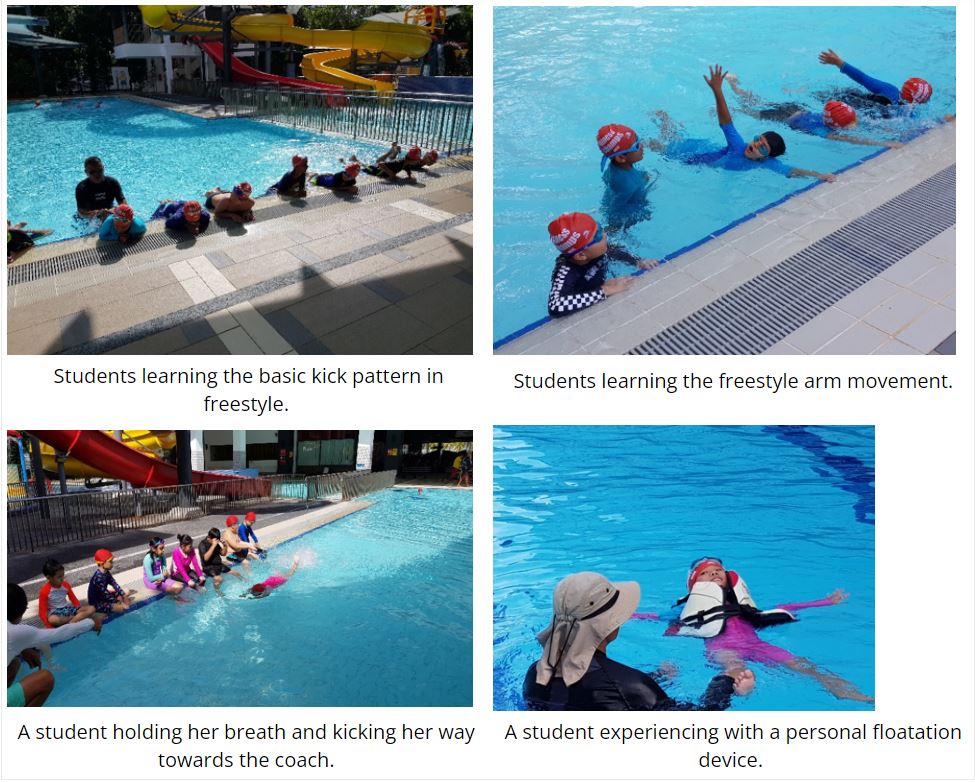 Students learning the basic kick pattern in
freestyle.
Students learning the freestyle arm movement.
A student holding her breath and kicking her way
towards the coach.
A student experiencing with a personal floatation
device.